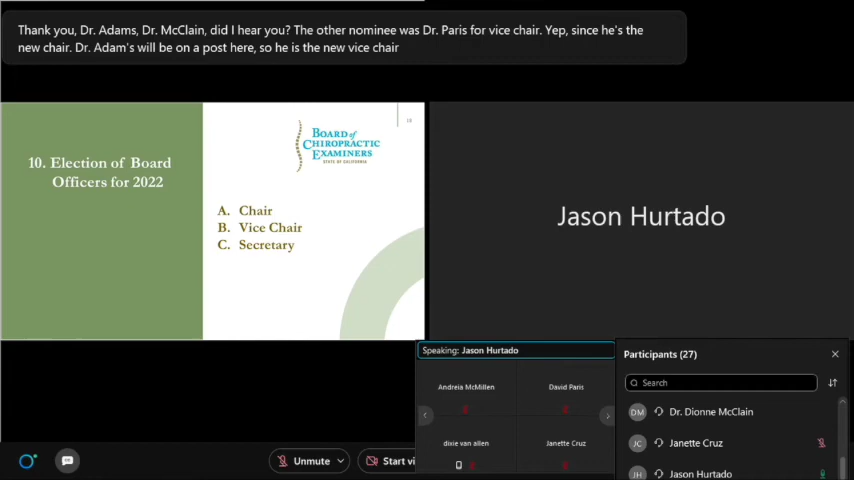 Thank you, Dr. Adams, Dr. McClain, did I hear you? The other nominee was Dr. Paris for vice chair. Yep, since he's the
new chair. Dr. Adam's will be on a post here, so he is the new vice chair
18
BOARD of
CHIROPRACTIC
EXAMINERS
STATE OF CALIFORNIA
10. Election of Board
Officers for 2022
A. Chair
B. Vice Chair
C. Secretary
Jason Hurtado
Speaking: Jason Hurtado
Andreia McMillen
David Paris
dixie van allen
Janette Cruz
Participants (27)
Search
DM Dr. Dionne McClain
JC Janette Cruz
JH Jason Hurtado
Unmute
Start vi